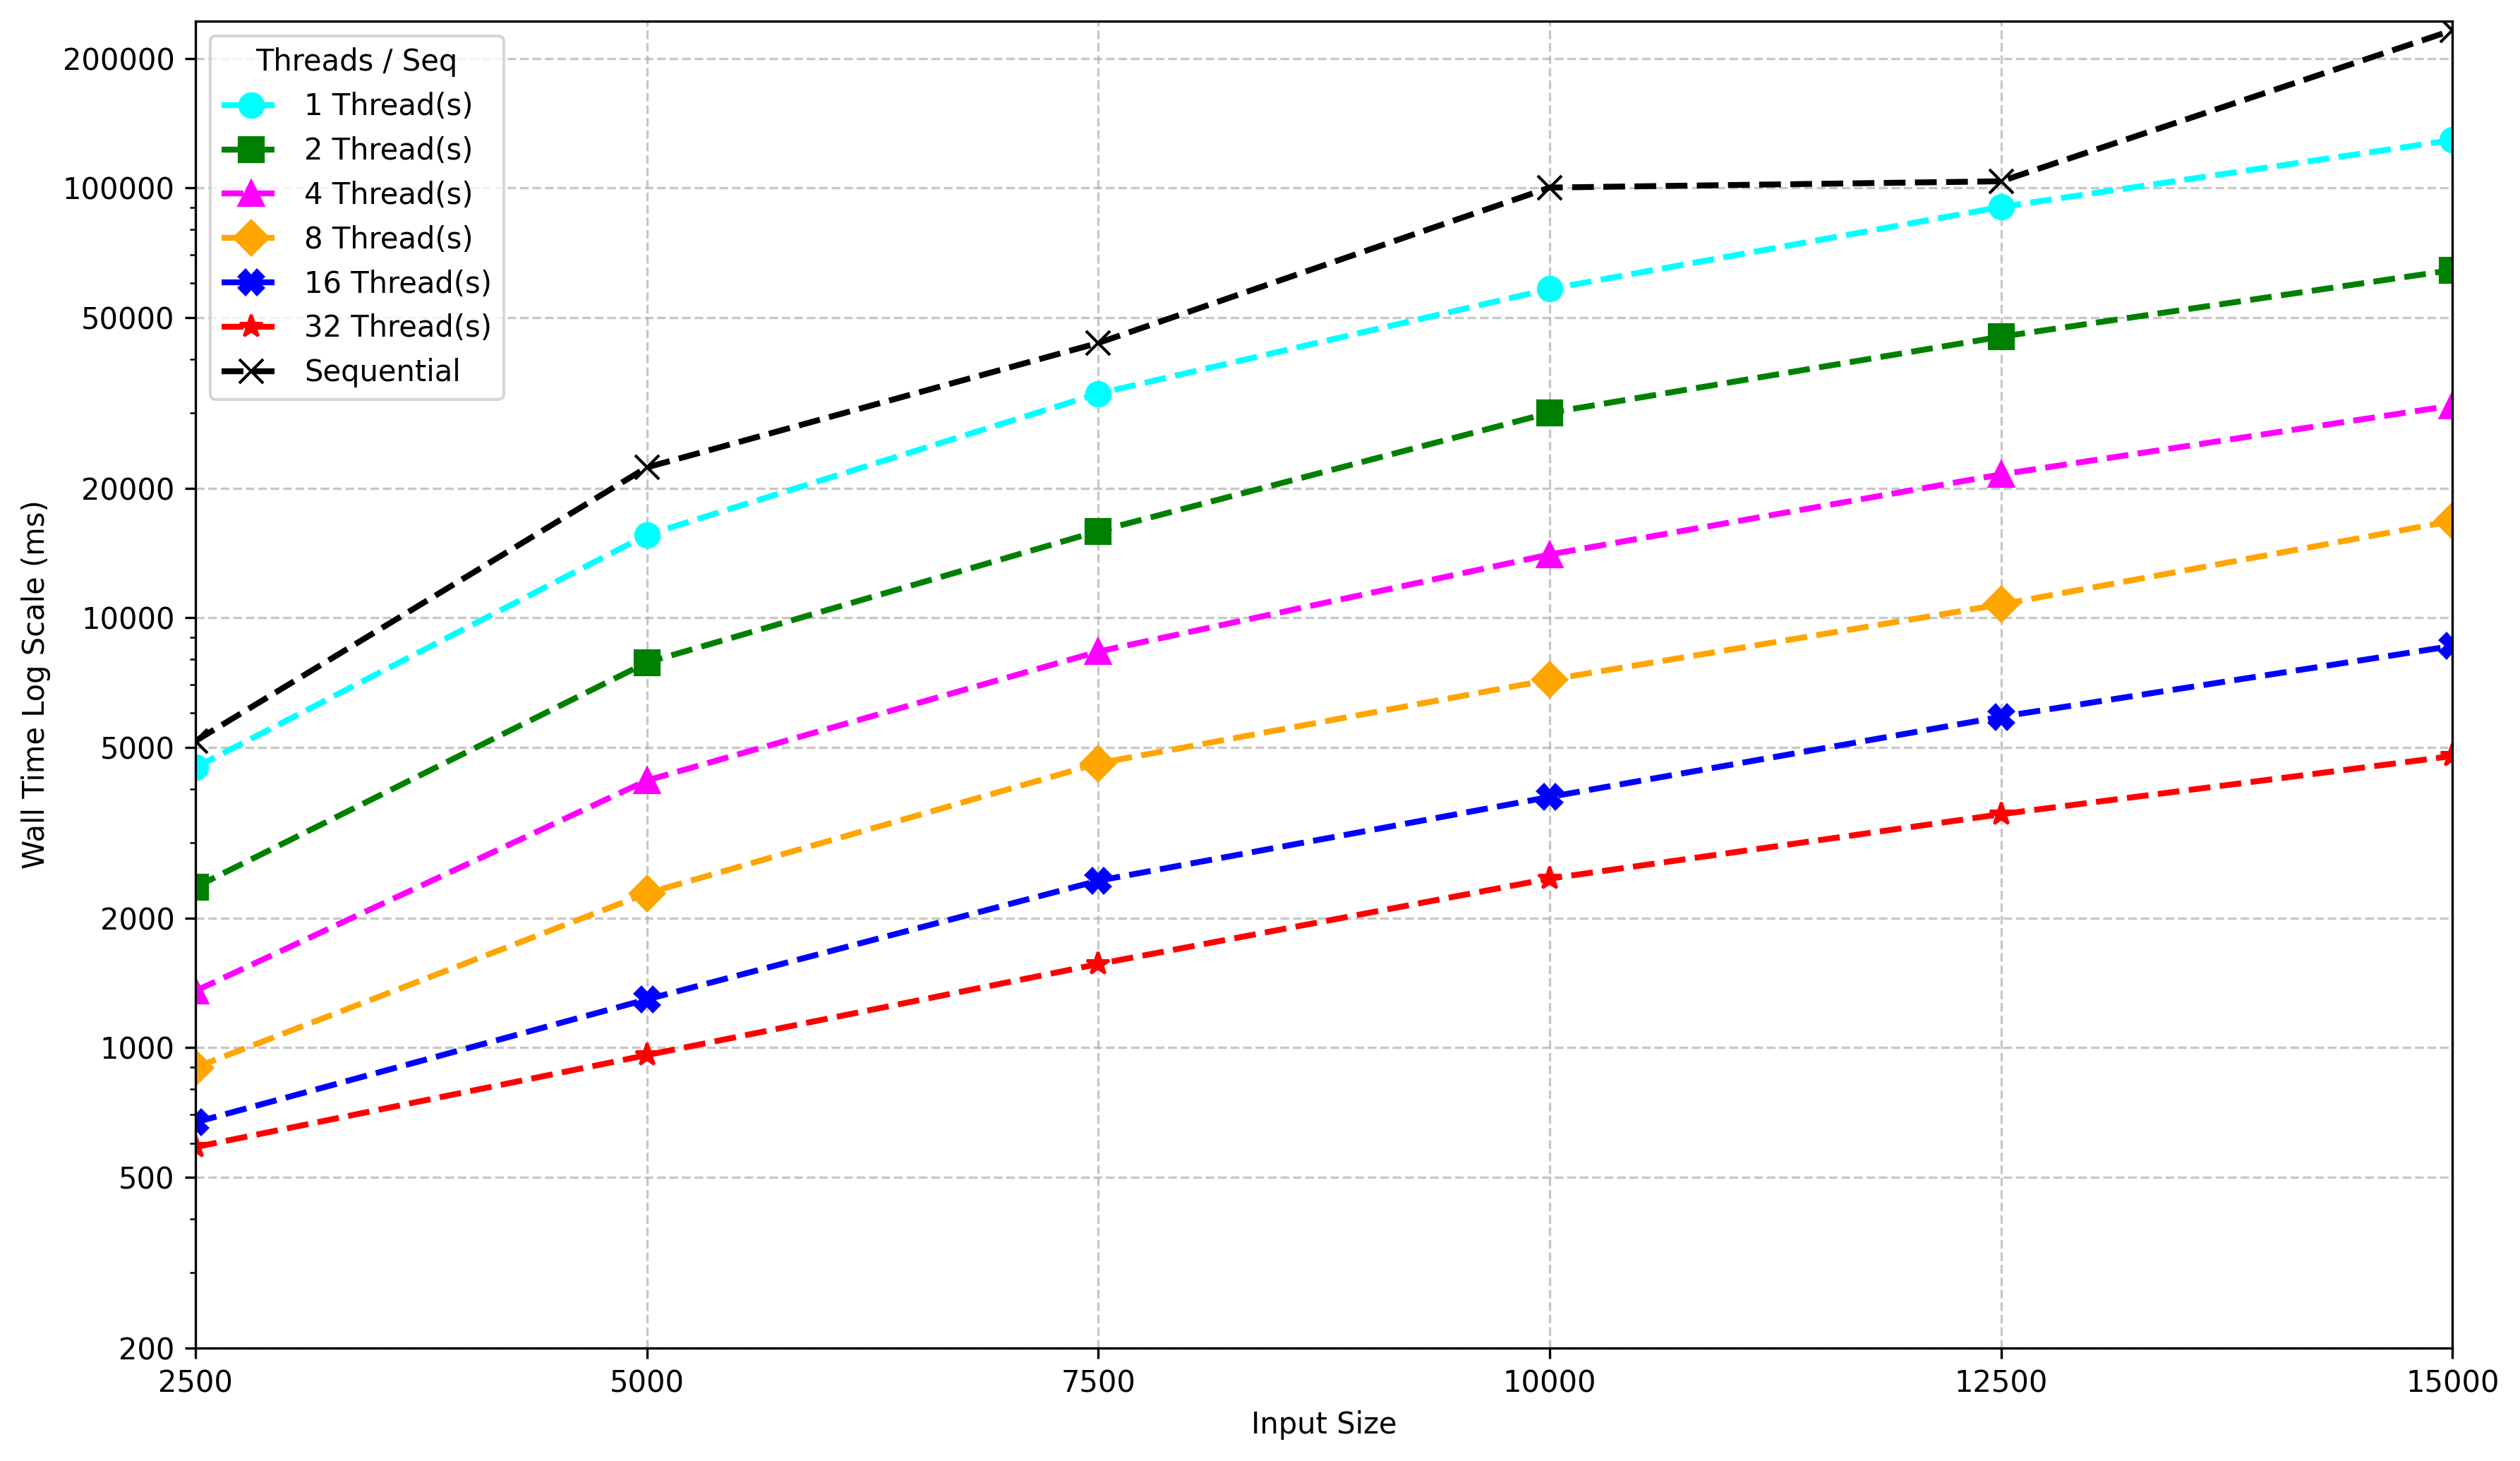 Threads / Seq
1 Thread(s)
2 Thread(s)
4 Thread(s)
8 Thread(s)
16 Thread(s)
32 Thread(s)
Sequential
Wall Time Log Scale (ms)
200000
100000
50000
20000
10000
5000
2000
1000
500
200
2500
5000
7500
10000
12500
15000
Input Size